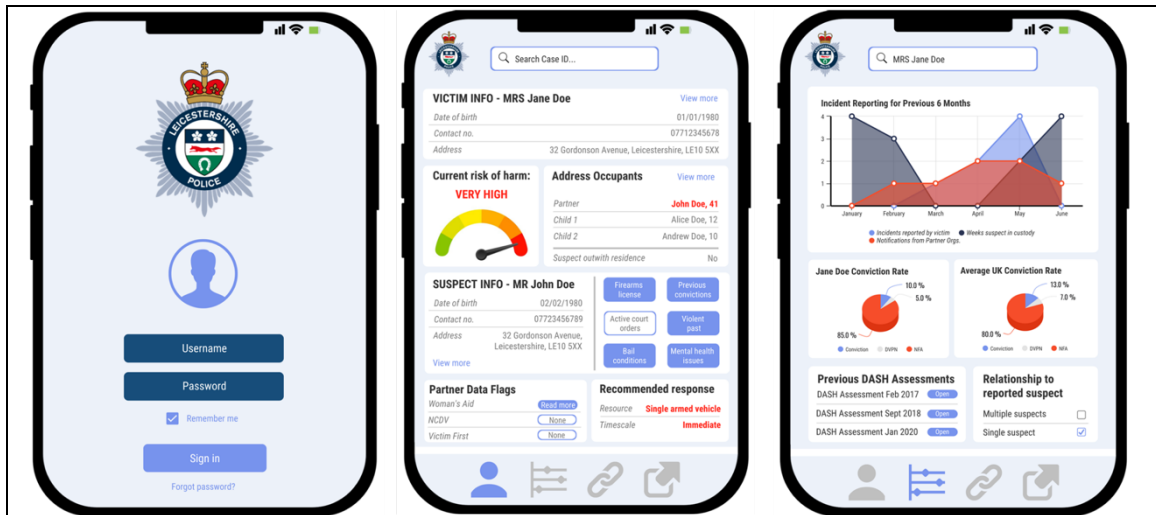 LEICESTERSHIRE
POLICE
Username
Password
Remember me
Sign in
Forgot password?
Search Case ID...
VICTIM INFO - MRS Jane Doe View more
Date of birth 01/01/1980
Contact no. 07712345678
Address 32 Gordonson Avenue, Leicestershire, LE10 5XX
Current risk of harm:
VERY HIGH
Address Occupants View more
Partner John Doe, 41
Child 1 Alice Doe, 12
Child 2 Andrew Doe, 10
Suspect outwith residence No
SUSPECT INFO - MR John Doe
Date of birth 02/02/1980
Contact no. 07723456789
Address 32 Gordonson Avenue,
Leicestershire, LE10 5XX
View more
Firearms
license
Previous
convictions
Active court
orders
Violent
past
Bail
conditions
Mental health
issues
Partner Data Flags
Woman's Aid Read more
NCDV None
Victim First None
Recommended response
Resource Single armed vehicle
Timescale Immediate
MRS Jane Doe
Incident Reporting for Previous 6 Months
4
3
2
1
0
January February March April May June
Incidents reported by victim Weeks suspect in custody
Notifications from Partner Orgs.
Jane Doe Conviction Rate
10.0 %
5.0 %
85.0 %
Conviction DVPN NFA
Average UK Conviction Rate
13.0 %
7.0 %
80.0 %
Conviction DVPN NFA
Previous DASH Assessments
DASH Assessment Feb 2017 Open
DASH Assessment Sept 2018 Open
DASH Assessment Jan 2020 Open
Relationship to
reported suspect
Multiple suspects
Single suspect